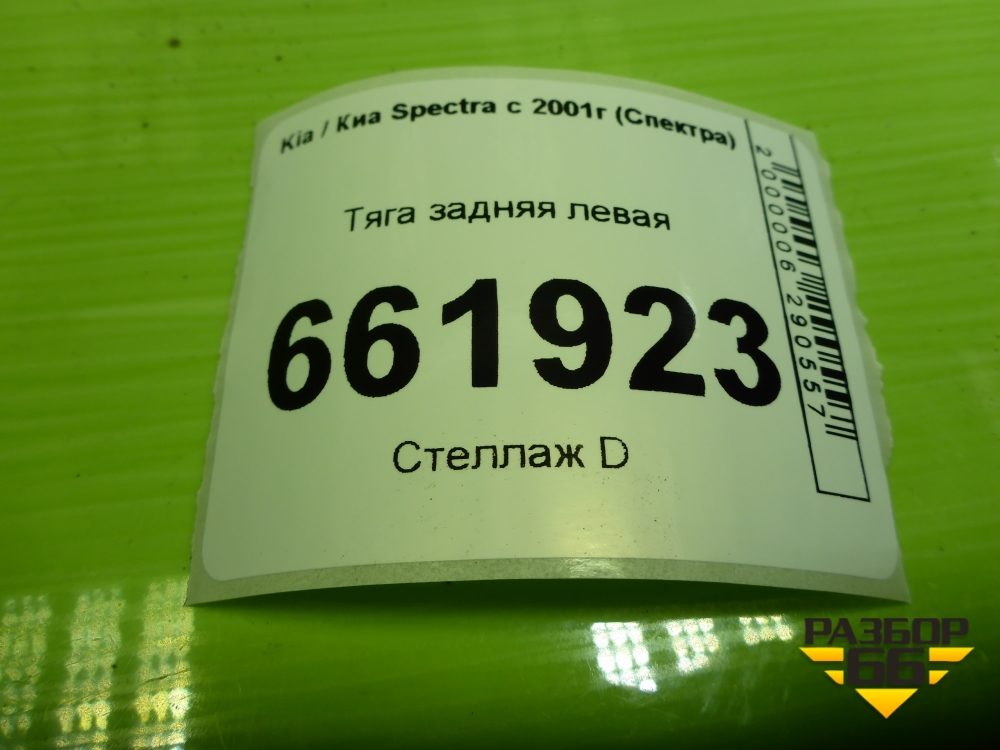 Kia / Киа Spectra с 2001г (Спектра)
Тяга задняя левая
661923
Стеллаж D
2000006290557
РАЗБОР
66